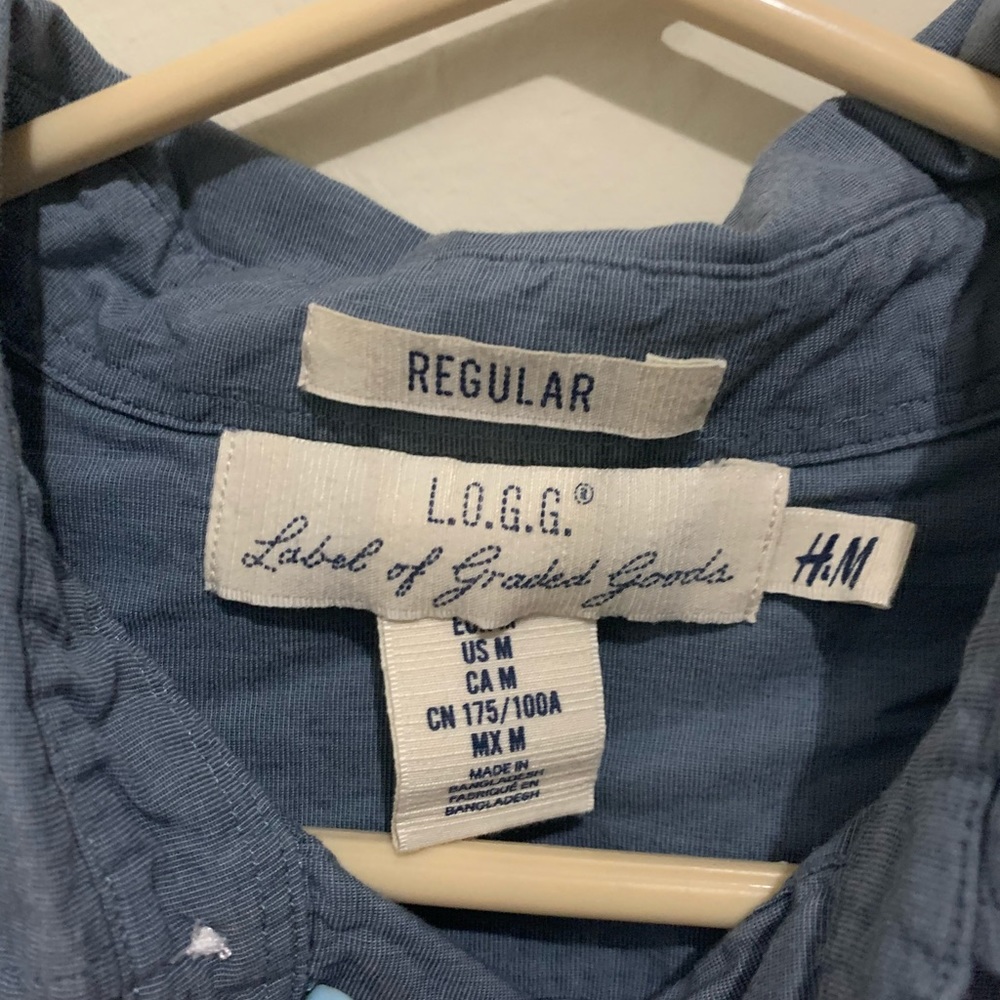 REGULAR
L.O.G.G.®
Label of Graded Goods
H&M
US M
CA M
CN 175/100A
MX M
MADE IN
BANGLADESH
FABRIQUÉ EN
BANGLADESH